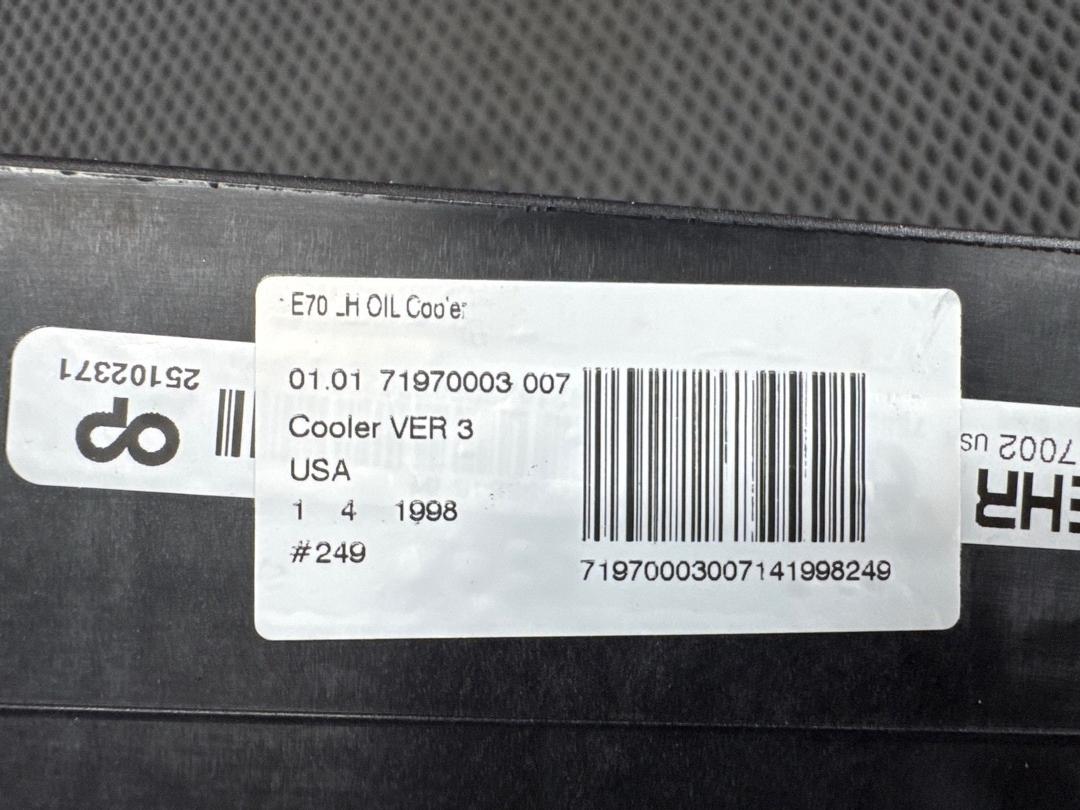 E70 LH OIL Cooler
01.01 71970003 007
Cooler VER 3
USA
1 4 1998
#249
71970003007141998249
25102371
7002 us
EHR